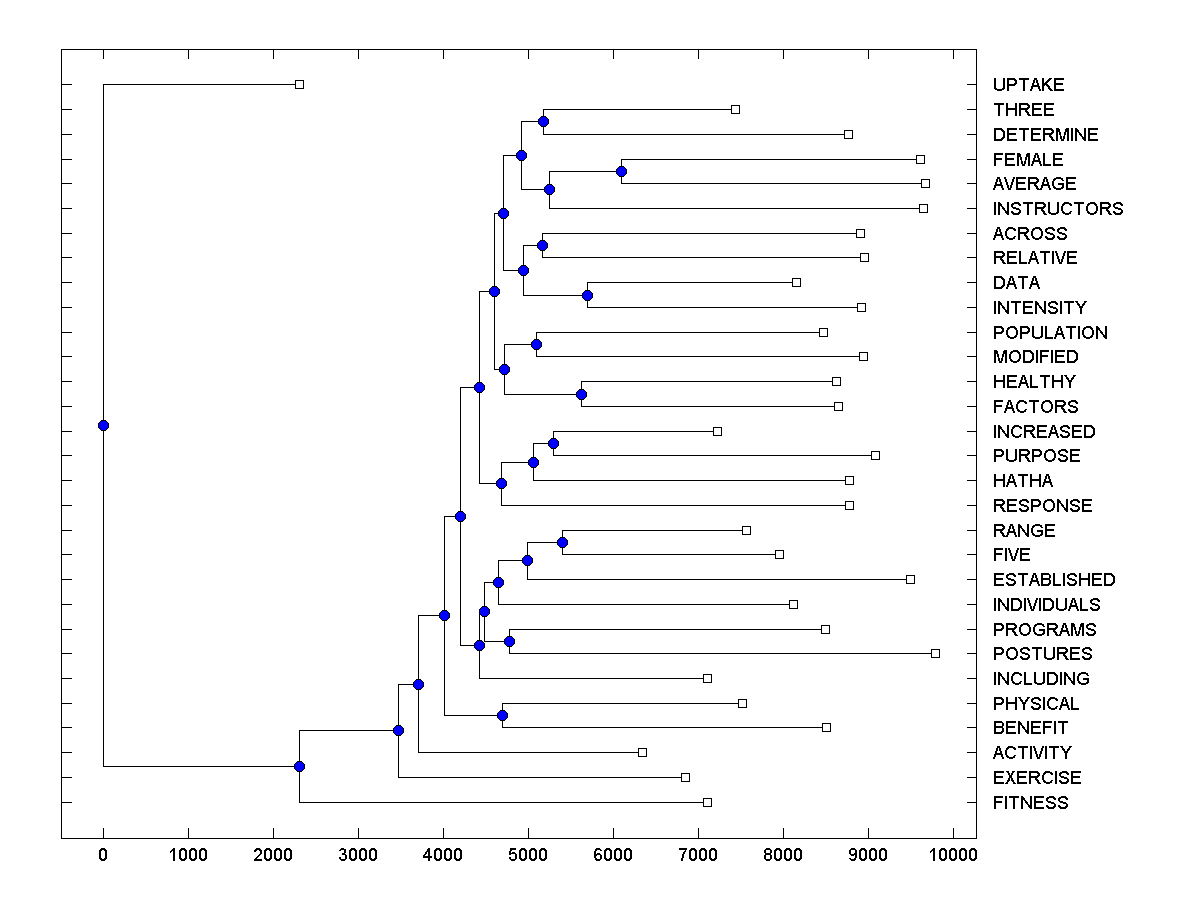 UPTAKE
THREE
DETERMINE
FEMALE
AVERAGE
INSTRUCTORS
ACROSS
RELATIVE
DATA
INTENSITY
POPULATION
MODIFIED
HEALTHY
FACTORS
INCREASED
PURPOSE
HATHA
RESPONSE
RANGE
FIVE
ESTABLISHED
INDIVIDUALS
PROGRAMS
POSTURES
INCLUDING
PHYSICAL
BENEFIT
ACTIVITY
EXERCISE
FITNESS
0 1000 2000 3000 4000 5000 6000 7000 8000 9000 10000